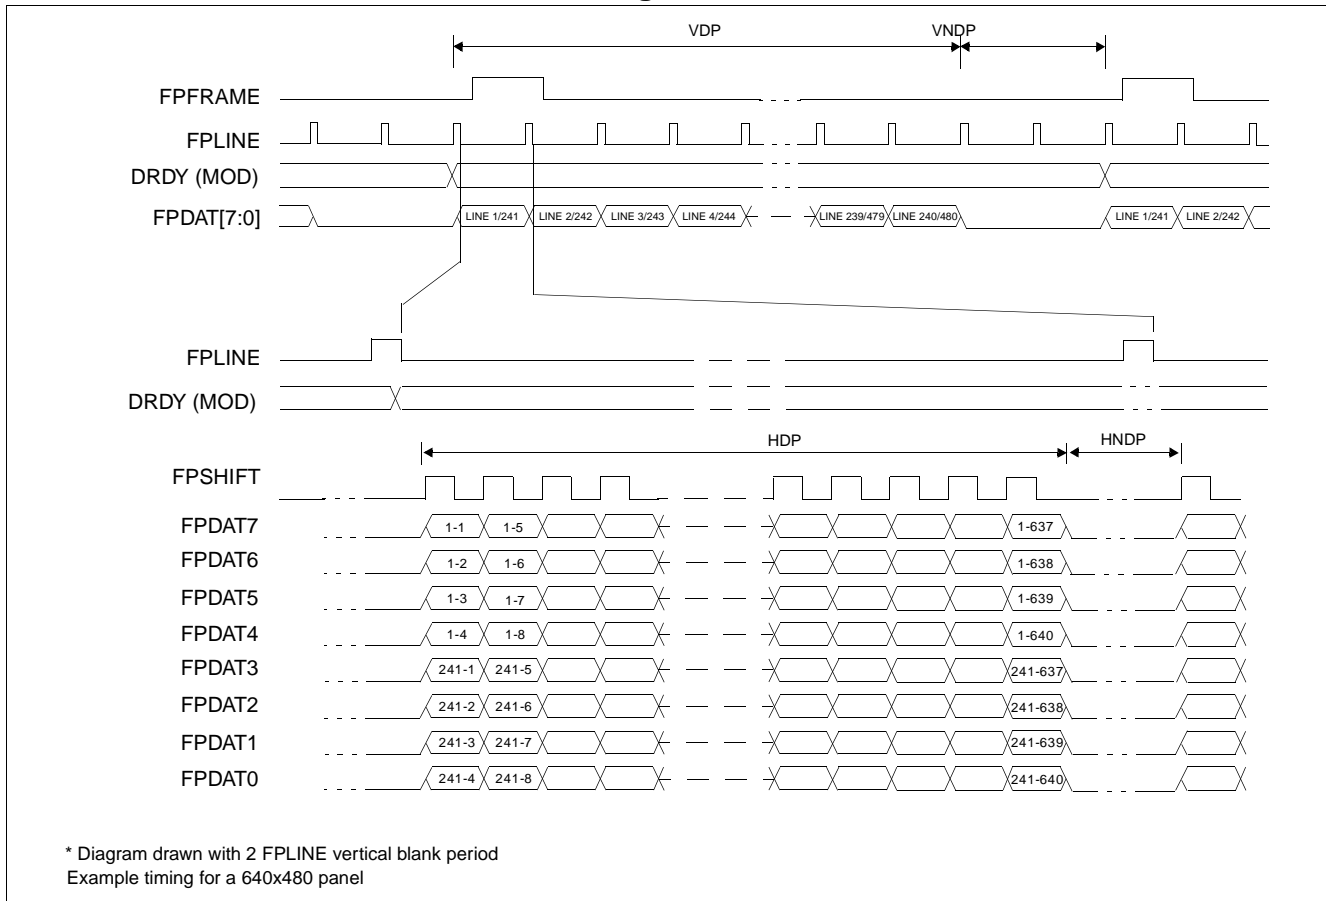 VDP VNDP
FPFRAME
FPLINE
DRDY (MOD)
FPDAT[7:0] LINE 1/241 LINE 2/242 LINE 3/243 LINE 4/244 LINE 239/479 LINE 240/480 LINE 1/241 LINE 2/242
FPLINE
DRDY (MOD)
HDP HNDP
FPSHIFT
FPDAT7 1-1 1-5 1-637
FPDAT6 1-2 1-6 1-638
FPDAT5 1-3 1-7 1-639
FPDAT4 1-4 1-8 1-640
FPDAT3 241-1 241-5 241-637
FPDAT2 241-2 241-6 241-638
FPDAT1 241-3 241-7 241-639
FPDAT0 241-4 241-8 241-640
* Diagram drawn with 2 FPLINE vertical blank period
Example timing for a 640x480 panel